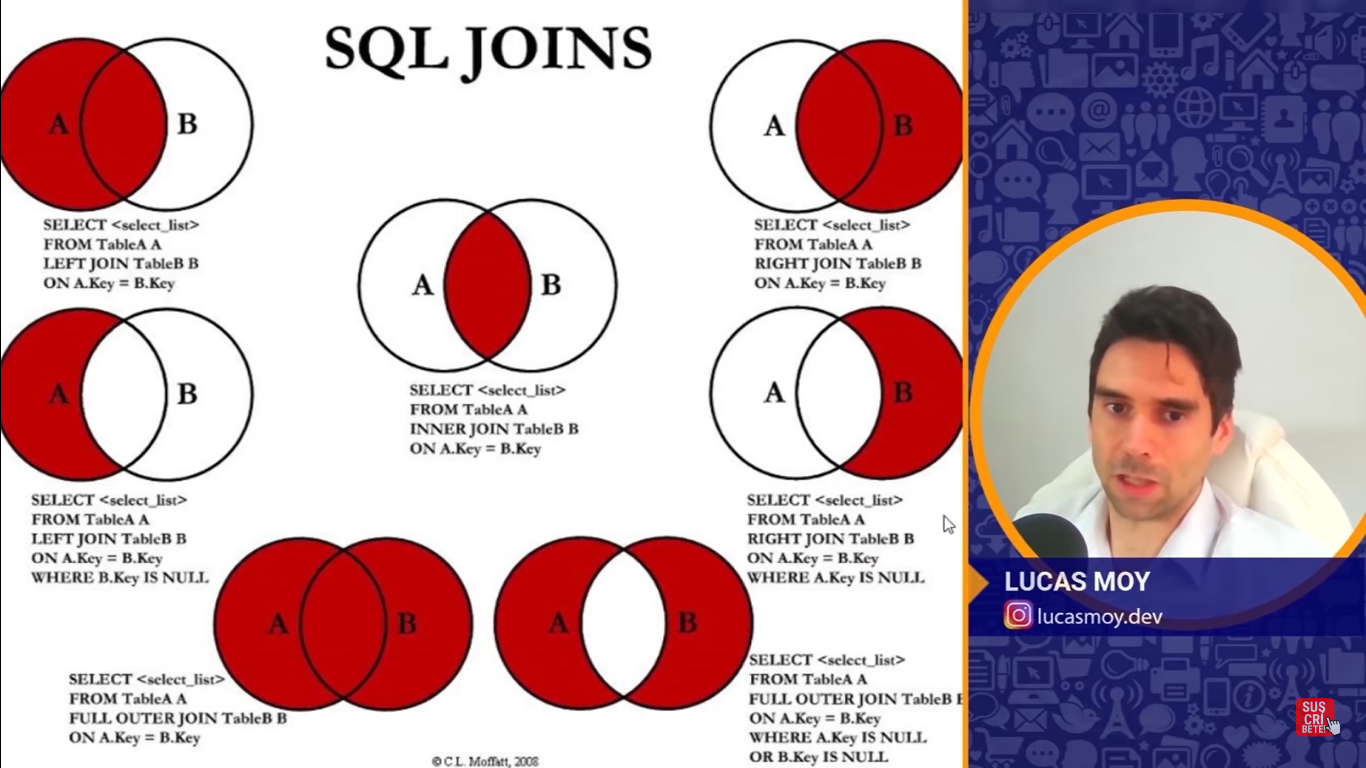 SQL JOINS
A
B
SELECT <select_list>
FROM TableA A
LEFT JOIN TableB B
ON A.Key = B.Key
A
B
SELECT <select_list>
FROM TableA A
RIGHT JOIN TableB B
ON A.Key = B.Key
A
B
SELECT <select_list>
FROM TableA A
INNER JOIN TableB B
ON A.Key = B.Key
A
B
SELECT <select_list>
FROM TableA A
LEFT JOIN TableB B
ON A.Key = B.Key
WHERE B.Key IS NULL
A
B
SELECT <select_list>
FROM TableA A
RIGHT JOIN TableB B
ON A.Key = B.Key
WHERE A.Key IS NULL
A
B
SELECT <select_list>
FROM TableA A
FULL OUTER JOIN TableB B
ON A.Key = B.Key
A
B
SELECT <select_list>
FROM TableA A
FULL OUTER JOIN TableB
ON A.Key = B.Key
WHERE A.Key IS NULL
OR B.Key IS NULL
© C.L. Moffatt, 2008
LUCAS MOY
lucasmoy.dev
SUS
CRI
BETE!